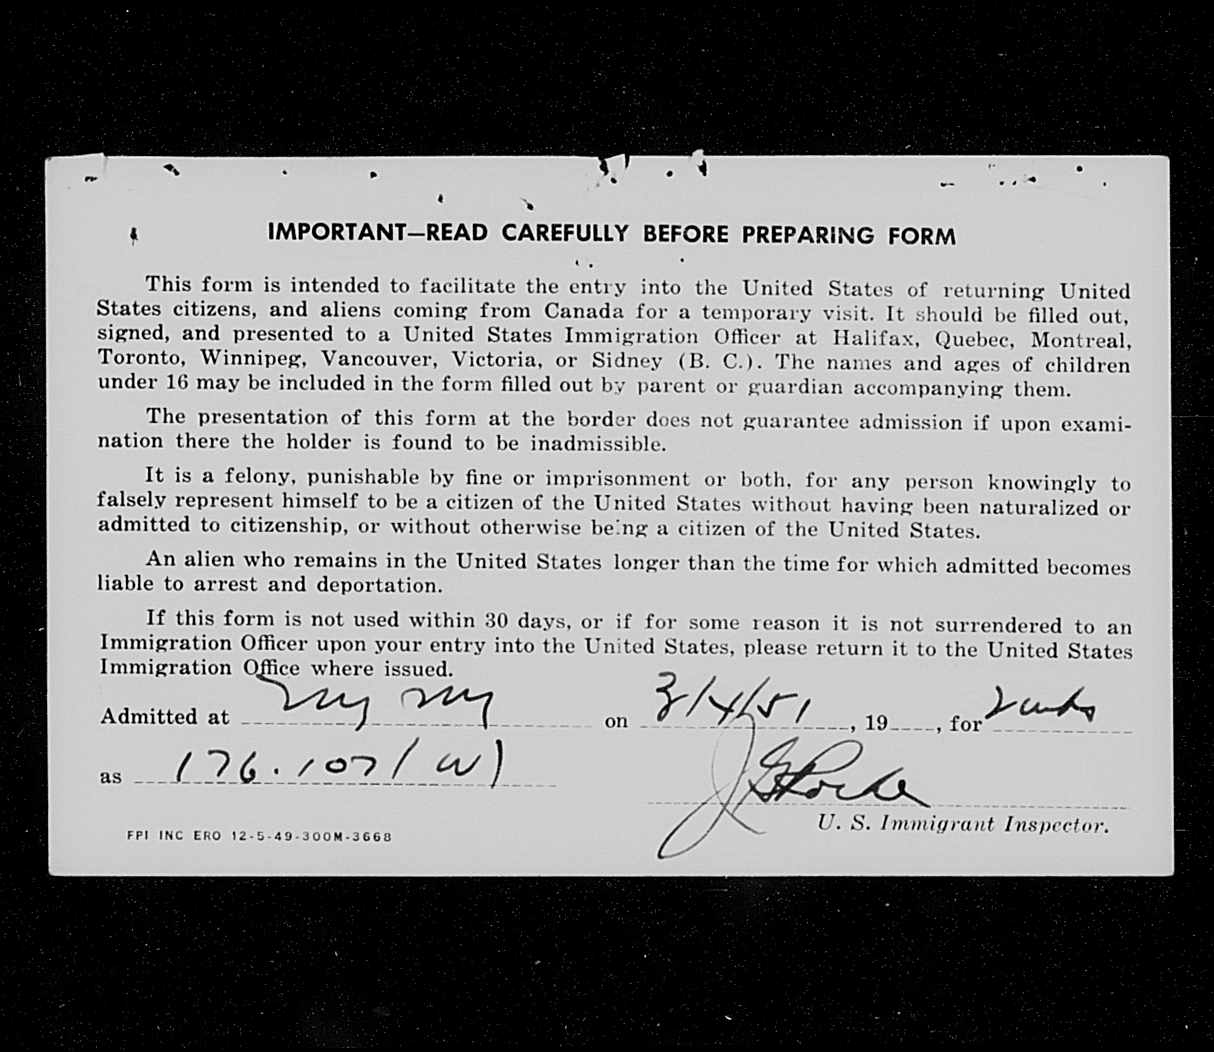 IMPORTANT—READ CAREFULLY BEFORE PREPARING FORM
This form is intended to facilitate the entry into the United States of returning United
States citizens, and aliens coming from Canada for a temporary visit. It should be filled out,
signed, and presented to a United States Immigration Officer at Halifax, Quebec, Montreal,
Toronto, Winnipeg, Vancouver, Victoria, or Sidney (B. C.). The names and ages of children
under 16 may be included in the form filled out by parent or guardian accompanying them.
The presentation of this form at the border does not guarantee admission if upon exami-
nation there the holder is found to be inadmissible.
It is a felony, punishable by fine or imprisonment or both, for any person knowingly to
falsely represent himself to be a citizen of the United States without having been naturalized or
admitted to citizenship, or without otherwise being a citizen of the United States.
An alien who remains in the United States longer than the time for which admitted becomes
liable to arrest and deportation.
If this form is not used within 30 days, or if for some reason it is not surrendered to an
Immigration Officer upon your entry into the United States, please return it to the United States
Immigration Office where issued.
Admitted at NY NY on 3/4/51, 19, for 2 wks
as 176.107 (W)
U. S. Immigrant Inspector.
FPI INC ERO 12-5-49-300M-3668